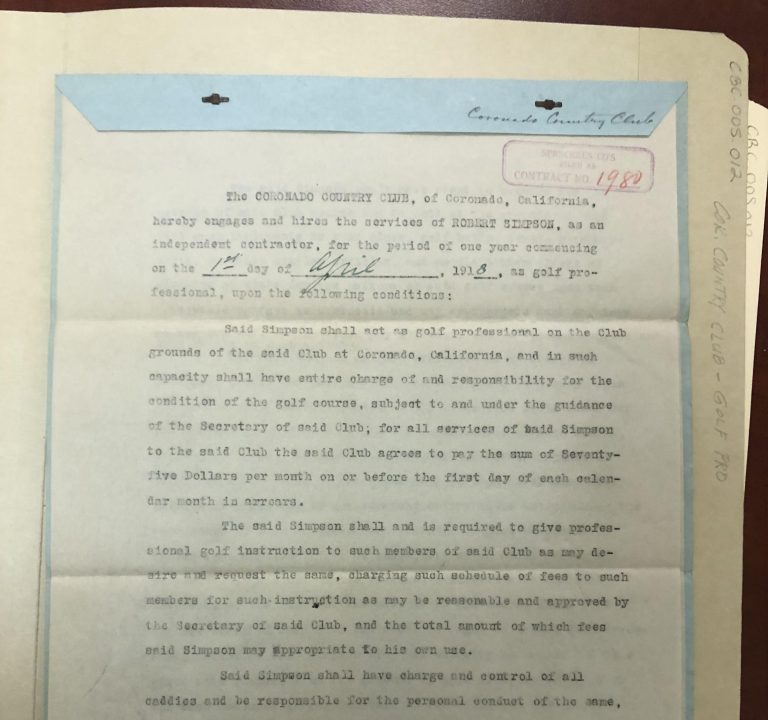 Coronado Country Club
SPRECKELS CO'S
FILED AS
CONTRACT NO. 1980
The CORONADO COUNTRY CLUB, of Coronado, California,
hereby engages and hires the services of ROBERT SIMPSON, as an
independent contractor, for the period of one year commencing
on the 1st day of April, 1918, as golf pro-
fessional, upon the following conditions:
Said Simpson shall act as golf professional on the Club
grounds of the said Club at Coronado, California, and in such
capacity shall have entire charge of and responsibility for the
condition of the golf course, subject to and under the guidance
of the Secretary of said Club; for all services of said Simpson
to the said Club the said Club agrees to pay the sum of Seventy-
five Dollars per month on or before the first day of each calen-
dar month in arrears.
The said Simpson shall and is required to give profes-
sional golf instruction to such members of said Club as may de-
sire and request the same, charging such schedule of fees to such
members for such instruction as may be reasonable and approved by
the Secretary of said Club, and the total amount of which fees
said Simpson may appropriate to his own use.
Said Simpson shall have charge and control of all
caddies and be responsible for the personal conduct of the same,
CBC 005.012
COR. COUNTRY CLUB - GOLF PRO